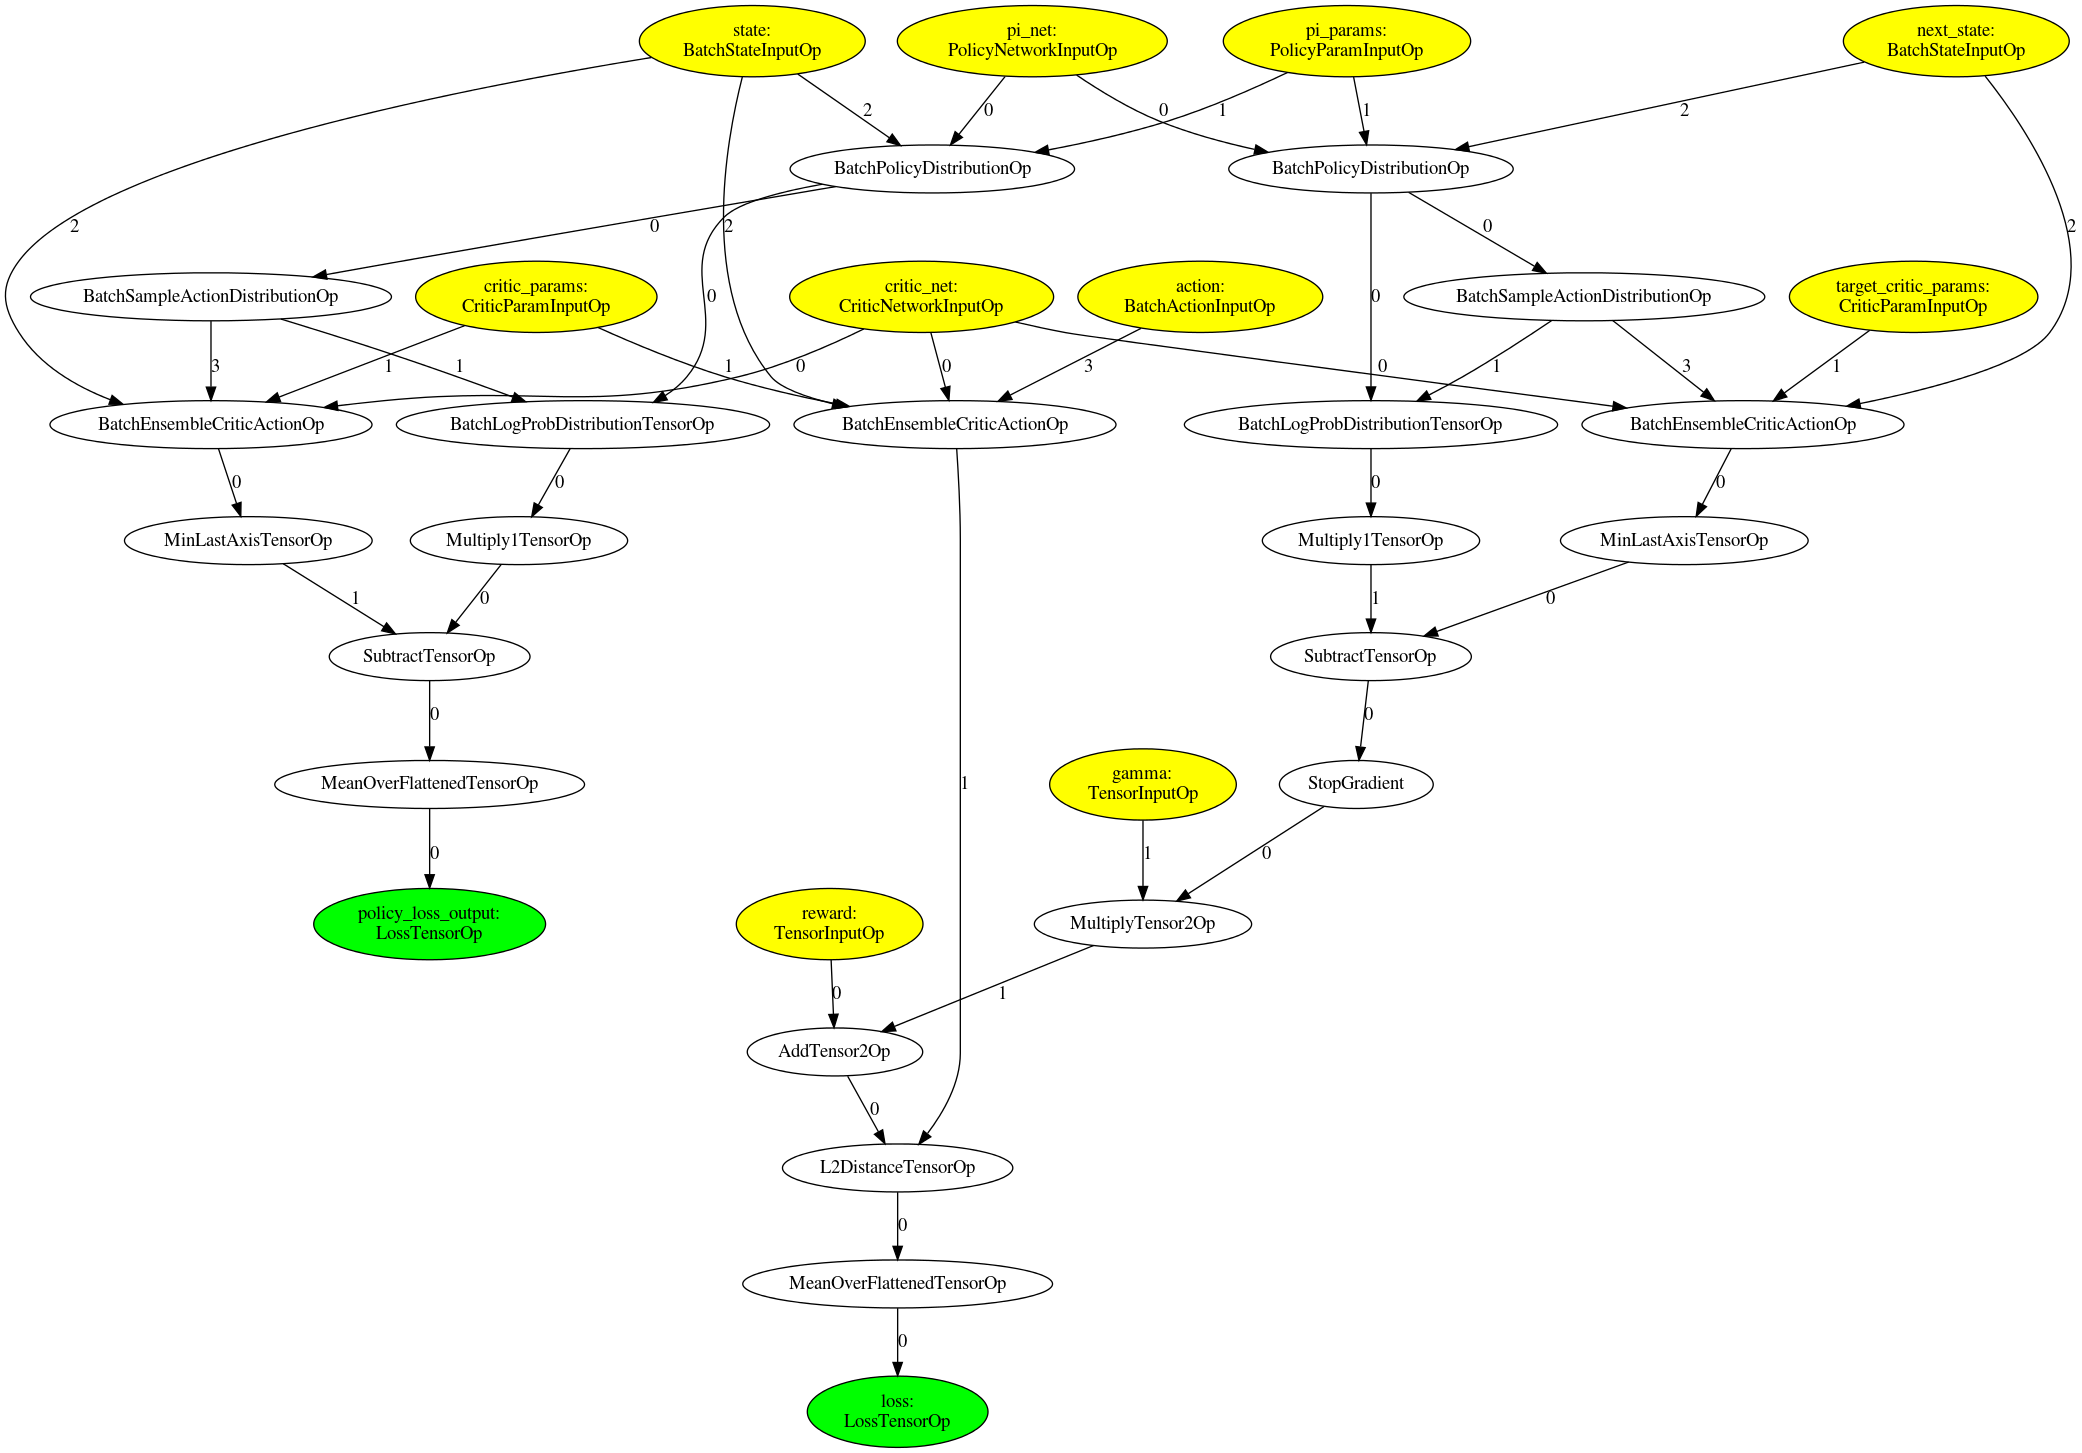 state:
BatchStateInputOp
pi_net:
PolicyNetworkInputOp
pi_params:
PolicyParamInputOp
next_state:
BatchStateInputOp
2
0
0
1
1
2
BatchPolicyDistributionOp
BatchPolicyDistributionOp
2
0
2
0
2
BatchSampleActionDistributionOp
critic_params:
CriticParamInputOp
0
critic_net:
CriticNetworkInputOp
action:
BatchActionInputOp
0
BatchSampleActionDistributionOp
target_critic_params:
CriticParamInputOp
3
1
1
1
0
0
3
0
1
3
1
BatchEnsembleCriticActionOp
BatchLogProbDistributionTensorOp
BatchEnsembleCriticActionOp
BatchLogProbDistributionTensorOp
BatchEnsembleCriticActionOp
0
0
0
0
MinLastAxisTensorOp
Multiply1TensorOp
Multiply1TensorOp
MinLastAxisTensorOp
1
0
1
0
SubtractTensorOp
SubtractTensorOp
0
0
MeanOverFlattenedTensorOp
1
gamma:
TensorInputOp
StopGradient
0
1
0
policy_loss_output:
LossTensorOp
reward:
TensorInputOp
MultiplyTensor2Op
0
1
AddTensor2Op
0
L2DistanceTensorOp
0
MeanOverFlattenedTensorOp
0
loss:
LossTensorOp